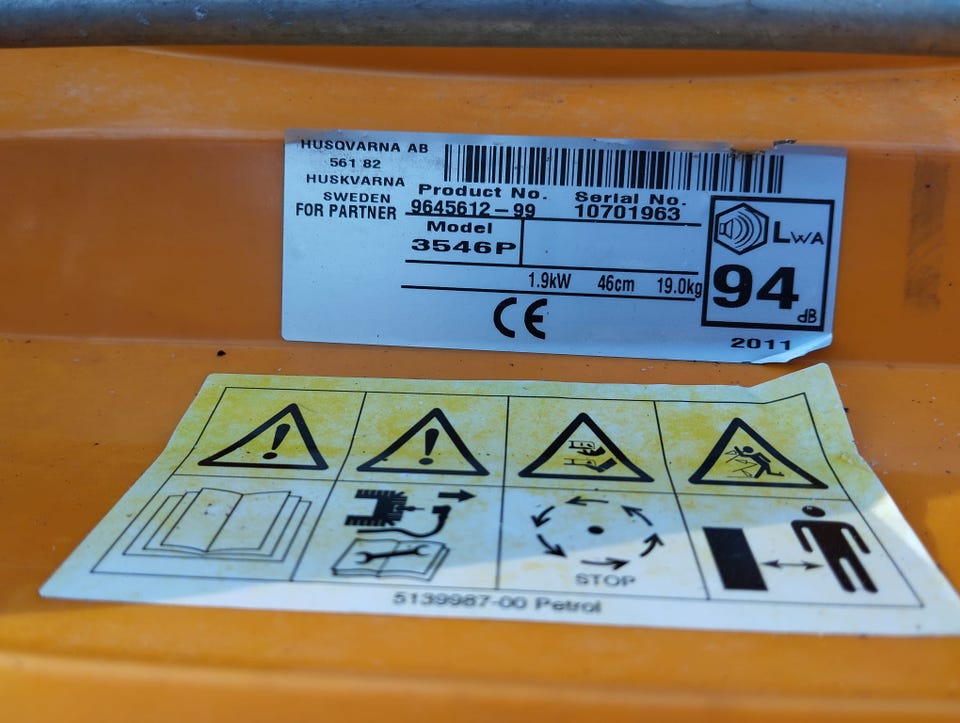 HUSQVARNA AB
561 82
HUSKVARNA
SWEDEN
FOR PARTNER
Product No. Serial No.
9645612-99 10701963
Model
3546P
1.9kW 46cm 19.0kg
CE
LWA
94
dB
2011
STOP
5139987-00 Petrol